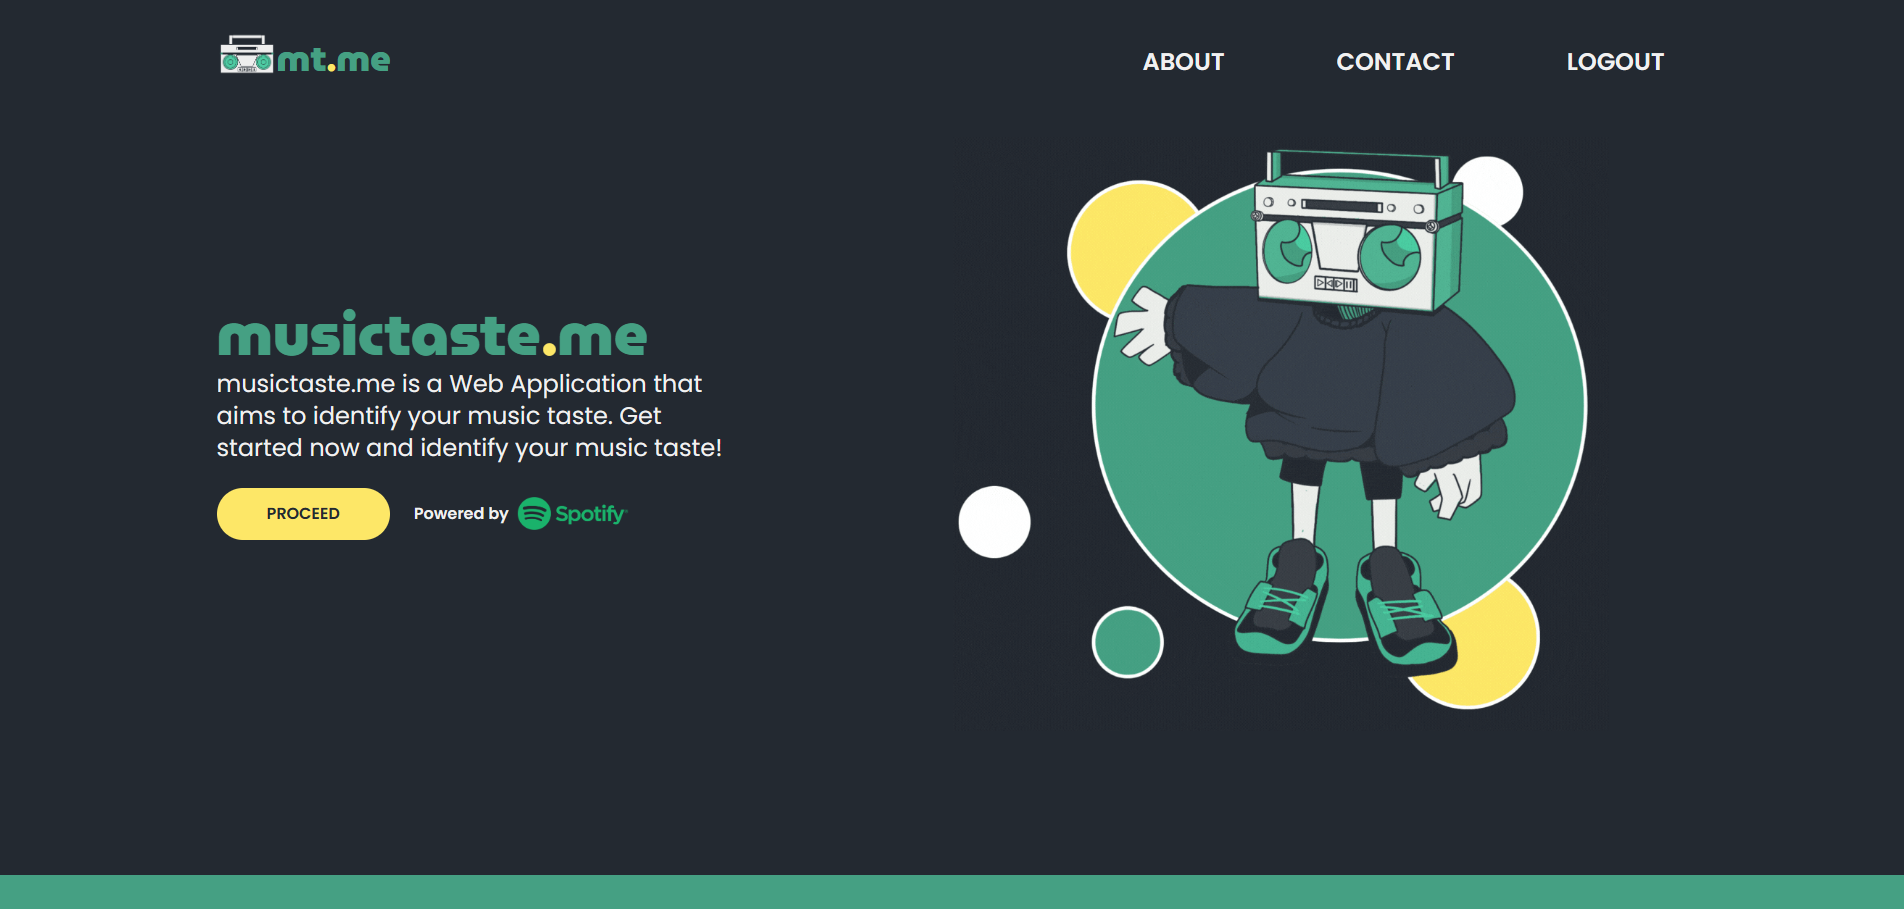 mt.me
ABOUT
CONTACT
LOGOUT
musictaste.me
musictaste.me is a Web Application that
aims to identify your music taste. Get
started now and identify your music taste!
PROCEED
Powered by Spotify